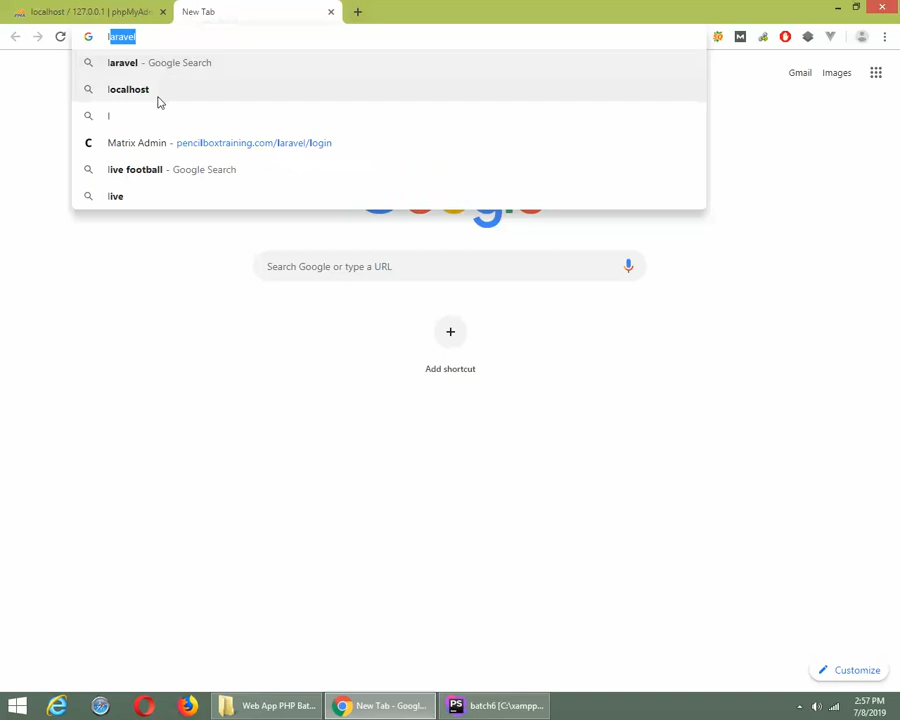 localhost / 127.0.0.1 | phpMyAdm
New Tab
laravel
laravel - Google Search
localhost
l
Matrix Admin - pencilboxtraining.com/laravel/login
live football - Google Search
live
Gmail
Images
Search Google or type a URL
Add shortcut
Customize
Web App PHP Bat...
New Tab - Googl...
batch6 [C:\xampp...
2:57 PM
7/8/2019